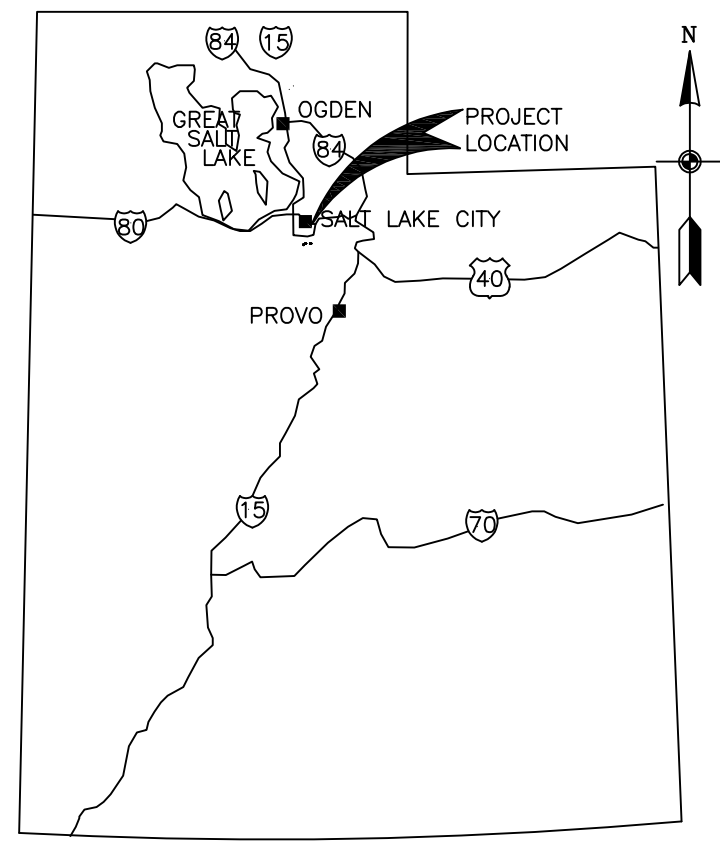 84
15
N
OGDEN
GREAT
SALT
LAKE
PROJECT
LOCATION
84
80
SALT LAKE CITY
40
PROVO
15
70